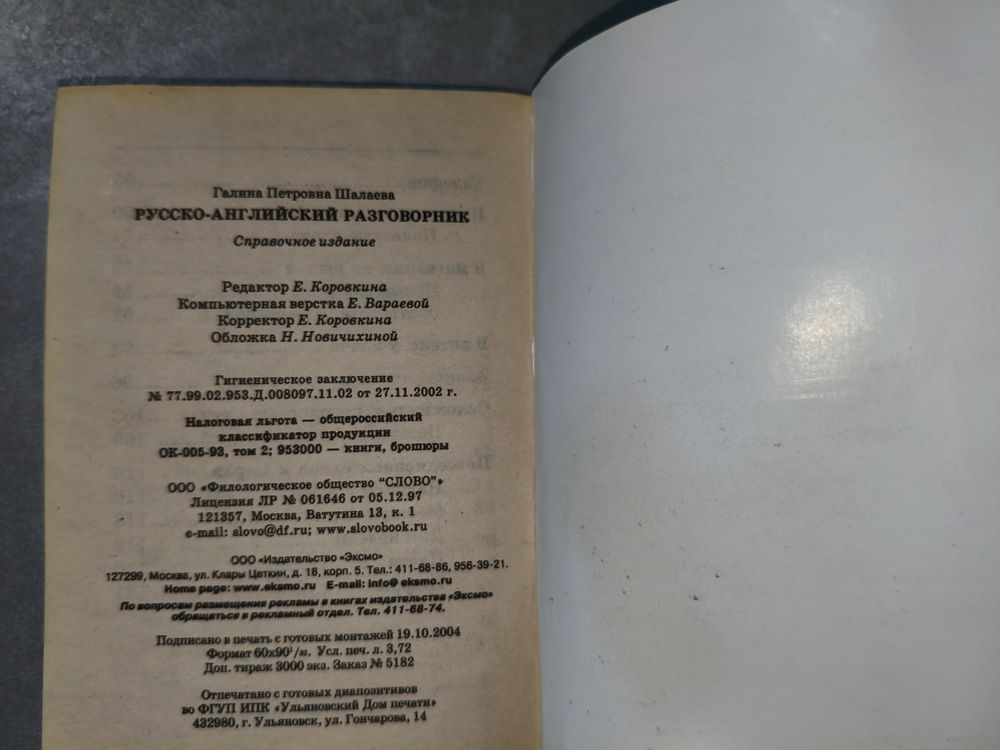 Галина Петровна Шалаева
РУССКО-АНГЛИЙСКИЙ РАЗГОВОРНИК
Справочное издание
Редактор Е. Коровкина
Компьютерная верстка Е. Вараевой
Корректор Е. Коровкина
Обложка Н. Новичихиной
Гигиеническое заключение
№ 77.99.02.953.Д.008097.11.02 от 27.11.2002 г.
Налоговая льгота — общероссийский
классификатор продукции
ОК-005-93, том 2; 953000 — книги, брошюры
ООО «Филологическое общество "СЛОВО"»
Лицензия ЛР № 061646 от 05.12.97
121357, Москва, Ватутина 13, к. 1
e-mail: slovo@df.ru; www.slovobook.ru
ООО «Издательство «Эксмо»
127299, Москва, ул. Клары Цеткин, д. 18, корп. 5. Тел.: 411-68-86, 956-39-21.
Home page: www.eksmo.ru E-mail: info@eksmo.ru
По вопросам размещения рекламы в книгах издательства «Эксмо»
обращаться в рекламный отдел. Тел. 411-68-74.
Подписано в печать с готовых монтажей 19.10.2004
Формат 60x90 1/32. Усл. печ. л. 3,72
Доп. тираж 3000 экз. Заказ № 5182
Отпечатано с готовых диапозитивов
во ФГУП ИПК «Ульяновский Дом печати»
432980, г. Ульяновск, ул. Гончарова, 14